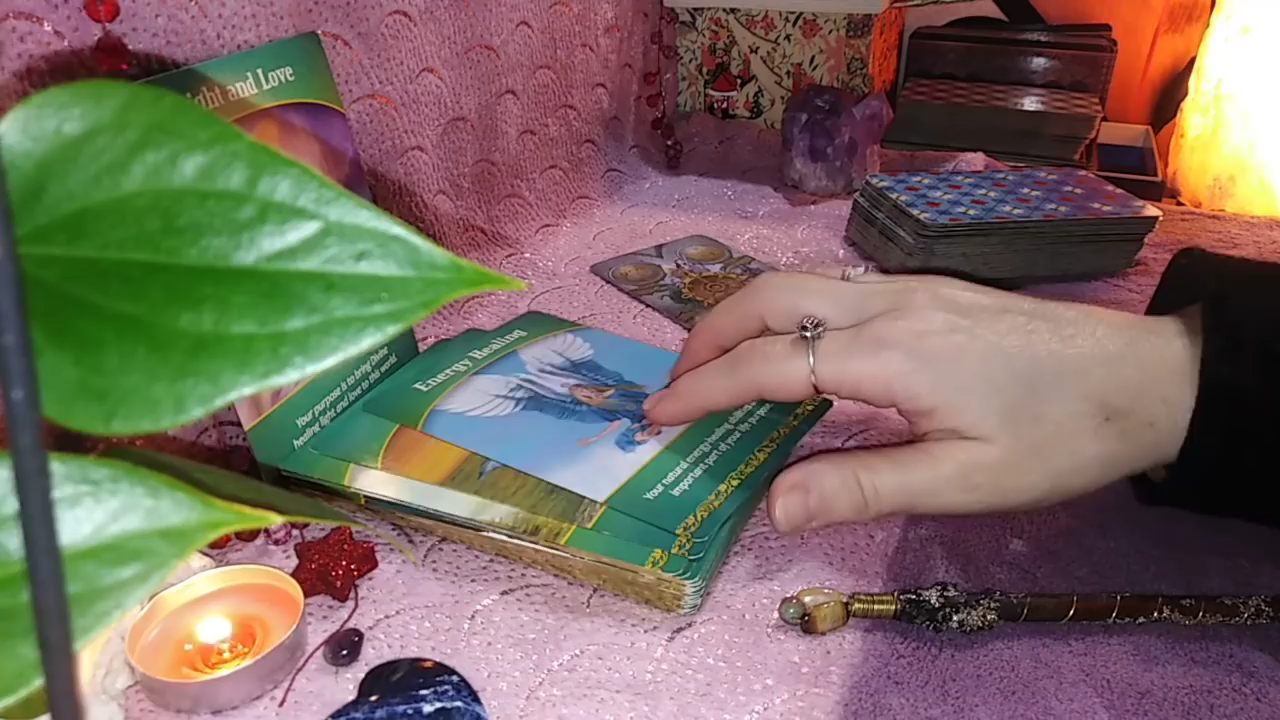 ght and Love
Your purpose is to bring Divine
healing light and love to this world.
Energy Healing
Your natural energy-healing
important part of your life